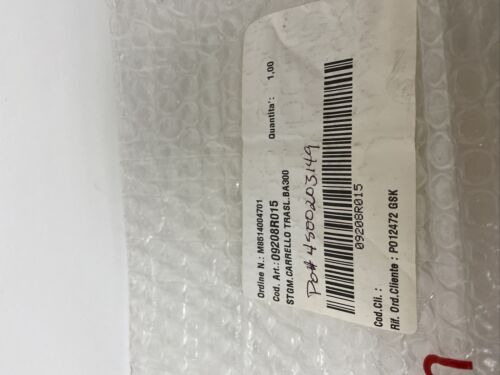 Ordine N.: M8614004701
Cod. Art.: 09208R015 Quantita': 1,00
STGM.CARRELLO TRASL.BA300
PO# 4500203149
09208R015
Cod.Cli. :
Rif. Ord.Cliente : PO12472 GSK